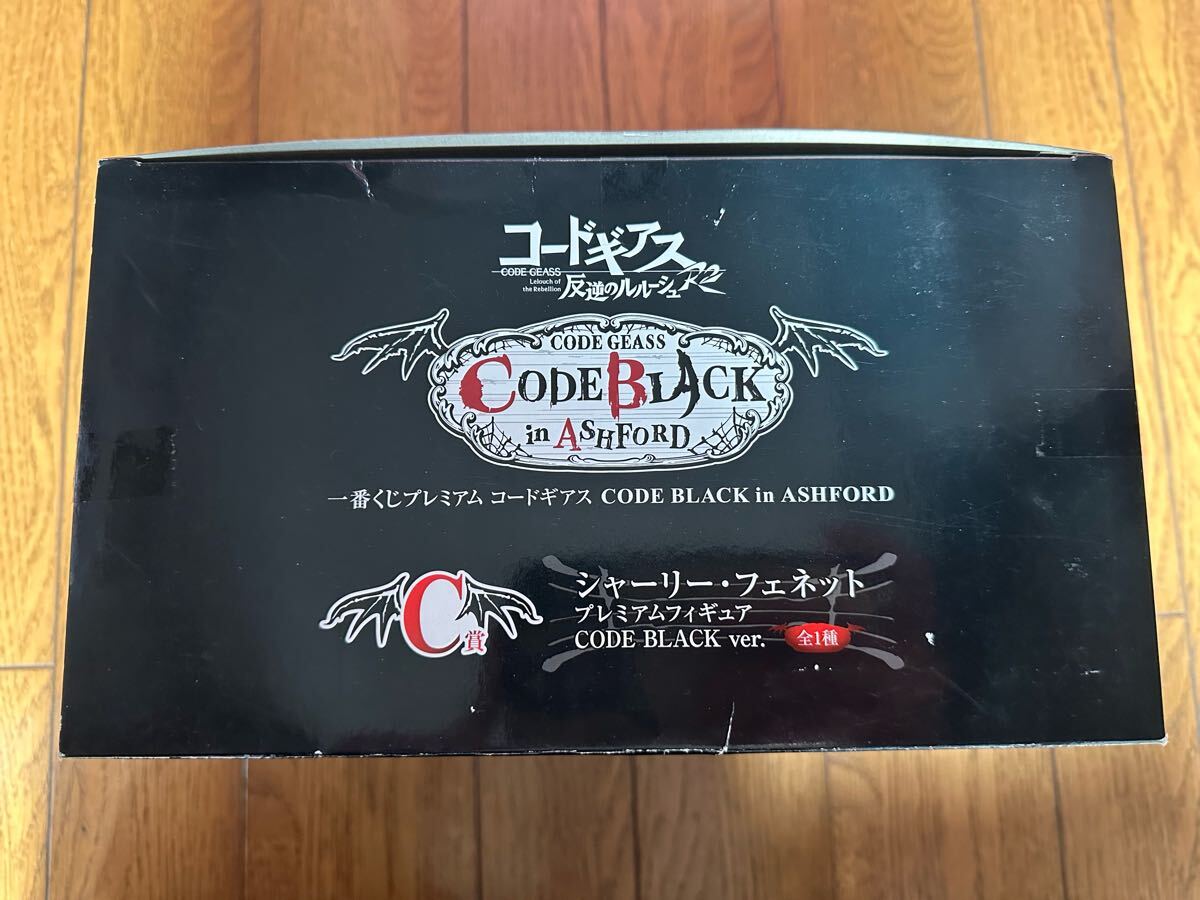 コードギアス
CODE GEASS
Lelouch of
the Rebellion
反逆のルルーシュ R2
CODE GEASS
CODE BLACK
in ASHFORD
一番くじプレミアム コードギアス CODE BLACK in ASHFORD
C賞
シャーリー・フェネット
プレミアムフィギュア
CODE BLACK ver. 全1種